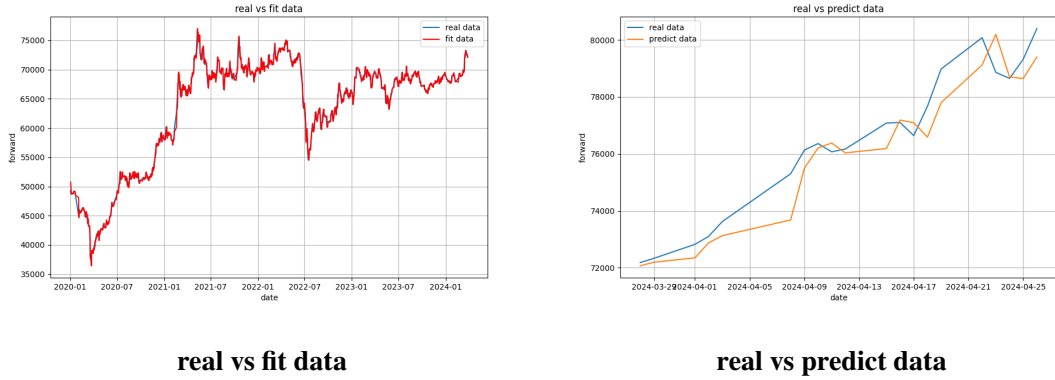 real vs fit data
real data
fit data
75000
70000
65000
60000
55000
50000
45000
40000
35000
forward
2020-01 2020-07 2021-01 2021-07 2022-01 2022-07 2023-01 2023-07 2024-01
date
real vs fit data
real vs predict data
real data
predict data
80000
78000
76000
74000
72000
forward
2024-03-29 2024-04-01 2024-04-05 2024-04-09 2024-04-13 2024-04-17 2024-04-21 2024-04-25
date
real vs predict data